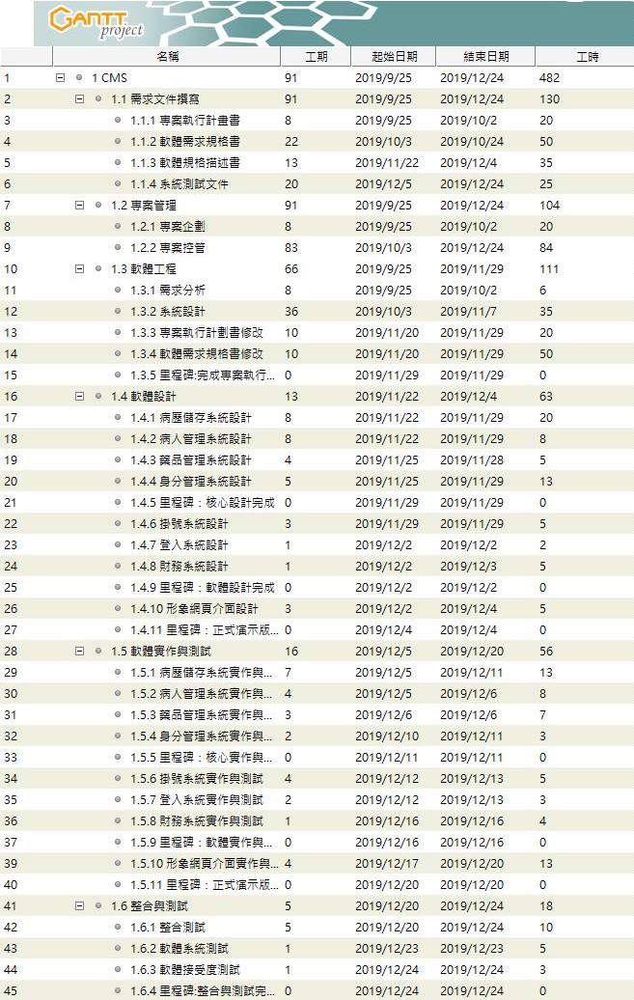 GANTT
project
名稱 工期 起始日期 結束日期 工時
1 1 CMS 91 2019/9/25 2019/12/24 482
2 1.1 需求文件撰寫 91 2019/9/25 2019/12/24 130
3 1.1.1 專案執行計畫書 8 2019/9/25 2019/10/2 20
4 1.1.2 軟體需求規格書 22 2019/10/3 2019/10/24 50
5 1.1.3 軟體規格描述書 13 2019/11/22 2019/12/4 35
6 1.1.4 系統測試文件 20 2019/12/5 2019/12/24 25
7 1.2 專案管理 91 2019/9/25 2019/12/24 104
8 1.2.1 專案企劃 8 2019/9/25 2019/10/2 20
9 1.2.2 專案控管 83 2019/10/3 2019/12/24 84
10 1.3 軟體工程 66 2019/9/25 2019/11/29 111
11 1.3.1 需求分析 8 2019/9/25 2019/10/2 6
12 1.3.2 系統設計 36 2019/10/3 2019/11/7 35
13 1.3.3 專案執行計劃書修改 10 2019/11/20 2019/11/29 20
14 1.3.4 軟體需求規格書修改 10 2019/11/20 2019/11/29 50
15 1.3.5 里程碑:完成專案執行... 0 2019/11/29 2019/11/29 0
16 1.4 軟體設計 13 2019/11/22 2019/12/4 63
17 1.4.1 病歷儲存系統設計 8 2019/11/22 2019/11/29 20
18 1.4.2 病人管理系統設計 8 2019/11/22 2019/11/29 8
19 1.4.3 藥品管理系統設計 4 2019/11/25 2019/11/28 5
20 1.4.4 身分管理系統設計 5 2019/11/25 2019/11/29 13
21 1.4.5 里程碑：核心設計完成 0 2019/11/29 2019/11/29 0
22 1.4.6 掛號系統設計 3 2019/11/29 2019/11/29 5
23 1.4.7 登入系統設計 1 2019/12/2 2019/12/2 2
24 1.4.8 財務系統設計 1 2019/12/2 2019/12/3 5
25 1.4.9 里程碑：軟體設計完成 0 2019/12/2 2019/12/2 0
26 1.4.10 形象網頁介面設計 3 2019/12/2 2019/12/4 5
27 1.4.11 里程碑：正式演示版... 0 2019/12/4 2019/12/4 0
28 1.5 軟體實作與測試 16 2019/12/5 2019/12/20 56
29 1.5.1 病歷儲存系統實作與... 7 2019/12/5 2019/12/11 13
30 1.5.2 病人管理系統實作與... 4 2019/12/5 2019/12/6 8
31 1.5.3 藥品管理系統實作與... 3 2019/12/6 2019/12/6 7
32 1.5.4 身分管理系統實作與... 2 2019/12/10 2019/12/11 3
33 1.5.5 里程碑：核心實作與... 0 2019/12/11 2019/12/11 0
34 1.5.6 掛號系統實作與測試 4 2019/12/12 2019/12/13 5
35 1.5.7 登入系統實作與測試 2 2019/12/12 2019/12/13 3
36 1.5.8 財務系統實作與測試 1 2019/12/16 2019/12/16 4
37 1.5.9 里程碑：軟體實作與... 0 2019/12/16 2019/12/16 0
39 1.5.10 形象網頁介面實作與... 4 2019/12/17 2019/12/20 13
40 1.5.11 里程碑：正式演示版... 0 2019/12/20 2019/12/20 0
41 1.6 整合與測試 5 2019/12/20 2019/12/24 18
42 1.6.1 整合測試 5 2019/12/20 2019/12/24 10
43 1.6.2 軟體系統測試 1 2019/12/23 2019/12/23 5
44 1.6.3 軟體接受度測試 1 2019/12/24 2019/12/24 3
45 1.6.4 里程碑:整合與測試完... 0 2019/12/24 2019/12/24 0